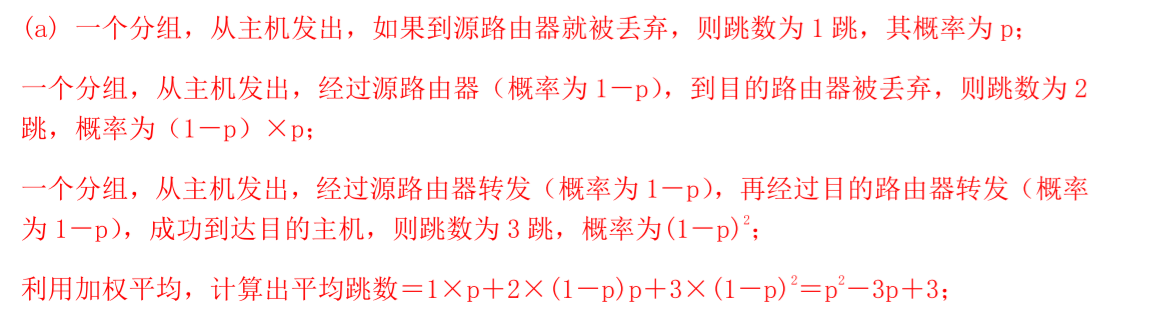 (a) 一个分组，从主机发出，如果到源路由器就被丢弃，则跳数为1跳，其概率为p；
一个分组，从主机发出，经过源路由器（概率为1－p），到目的路由器被丢弃，则跳数为2
跳，概率为（1－p）×p；
一个分组，从主机发出，经过源路由器转发（概率为1－p），再经过目的路由器转发（概率
为1－p），成功到达目的主机，则跳数为3跳，概率为(1－p)²；
利用加权平均，计算出平均跳数＝1×p＋2×(1－p)p＋3×(1－p)²＝p²－3p＋3；